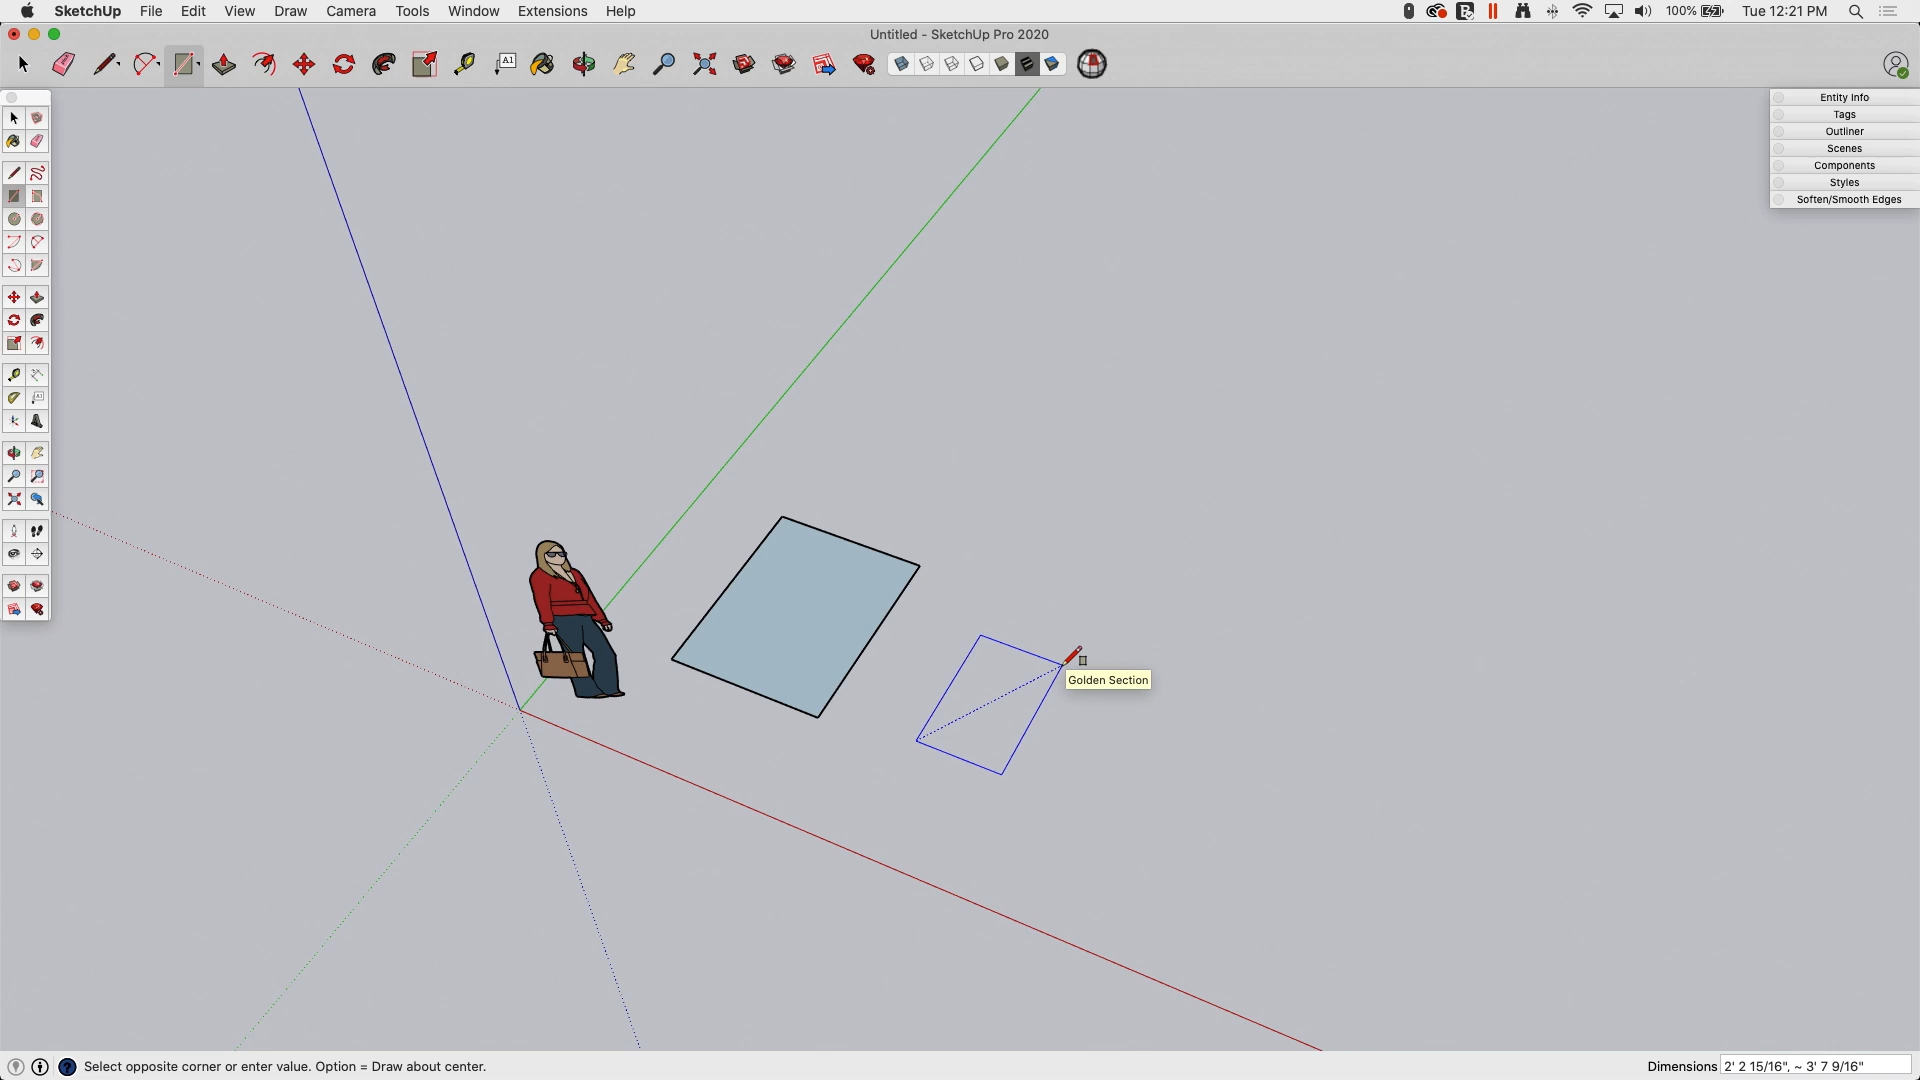 SketchUp File Edit View Draw Camera Tools Window Extensions Help 100% Tue 12:21 PM
Untitled - SketchUp Pro 2020
A1
Entity Info
Tags
Outliner
Scenes
Components
Styles
Soften/Smooth Edges
A1
Golden Section
Select opposite corner or enter value. Option = Draw about center.
Dimensions 2' 2 15/16", ~ 3' 7 9/16"